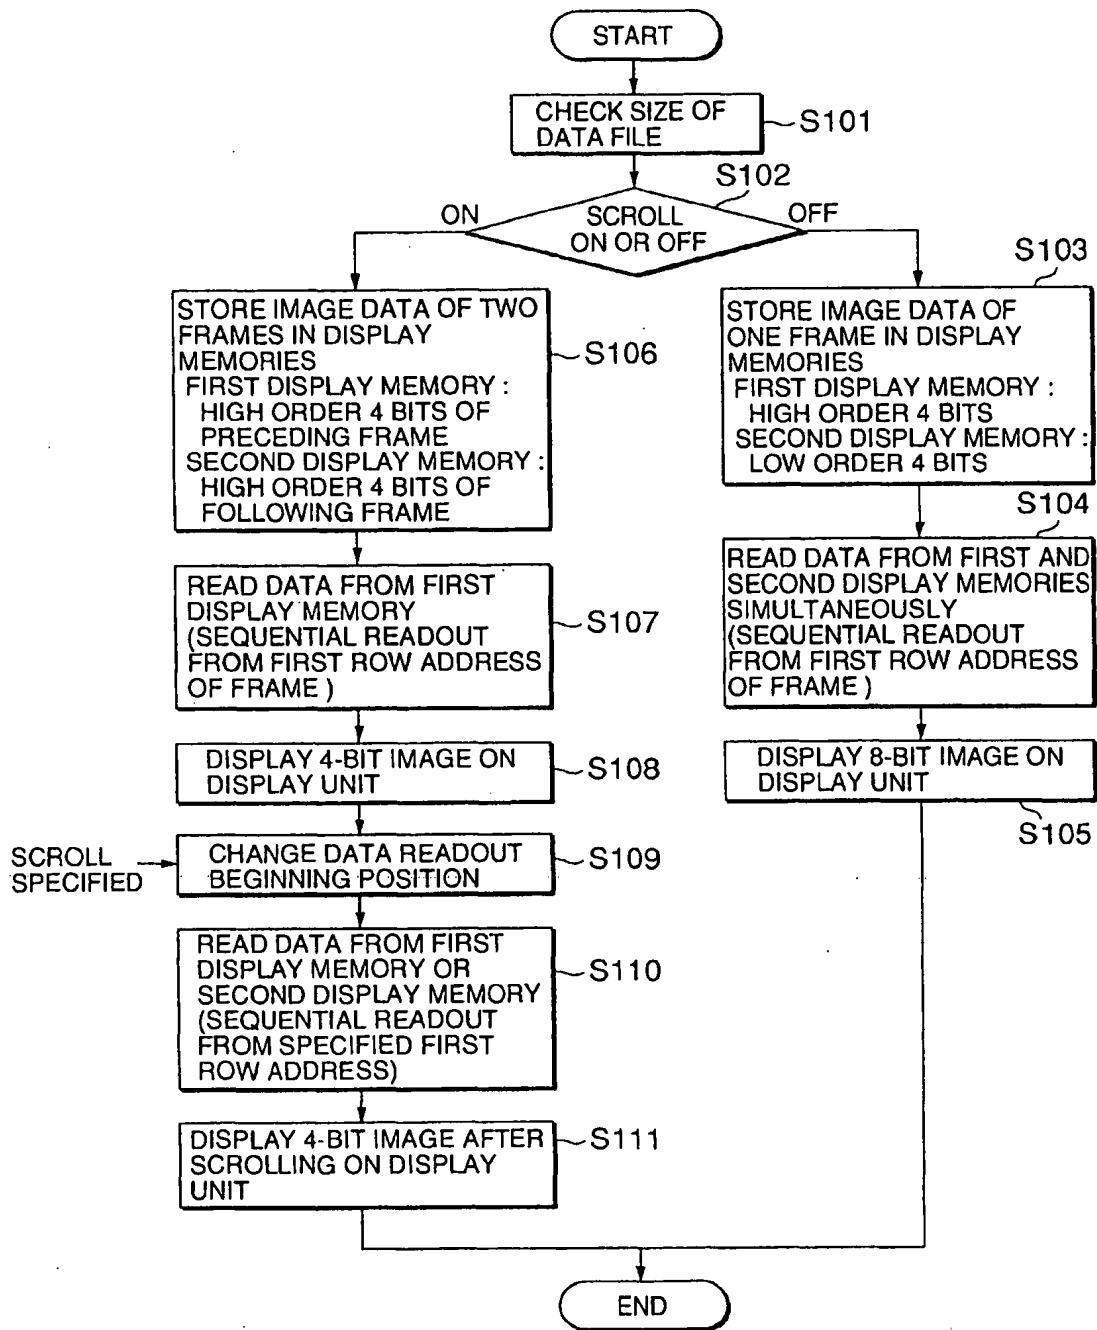 START
CHECK SIZE OF
DATA FILE
S101
S102
ON
SCROLL
ON OR OFF
OFF
STORE IMAGE DATA OF TWO
FRAMES IN DISPLAY
MEMORIES
FIRST DISPLAY MEMORY :
HIGH ORDER 4 BITS OF
PRECEDING FRAME
SECOND DISPLAY MEMORY :
HIGH ORDER 4 BITS OF
FOLLOWING FRAME
S106
READ DATA FROM FIRST
DISPLAY MEMORY
(SEQUENTIAL READOUT
FROM FIRST ROW ADDRESS
OF FRAME )
S107
DISPLAY 4-BIT IMAGE ON
DISPLAY UNIT
S108
SCROLL
SPECIFIED
CHANGE DATA READOUT
BEGINNING POSITION
S109
READ DATA FROM FIRST
DISPLAY MEMORY OR
SECOND DISPLAY MEMORY
(SEQUENTIAL READOUT
FROM SPECIFIED FIRST
ROW ADDRESS)
S110
DISPLAY 4-BIT IMAGE AFTER
SCROLLING ON DISPLAY
UNIT
S111
S103
STORE IMAGE DATA OF
ONE FRAME IN DISPLAY
MEMORIES
FIRST DISPLAY MEMORY :
HIGH ORDER 4 BITS
SECOND DISPLAY MEMORY :
LOW ORDER 4 BITS
S104
READ DATA FROM FIRST AND
SECOND DISPLAY MEMORIES
SIMULTANEOUSLY
(SEQUENTIAL READOUT
FROM FIRST ROW ADDRESS
OF FRAME )
DISPLAY 8-BIT IMAGE ON
DISPLAY UNIT
S105
END